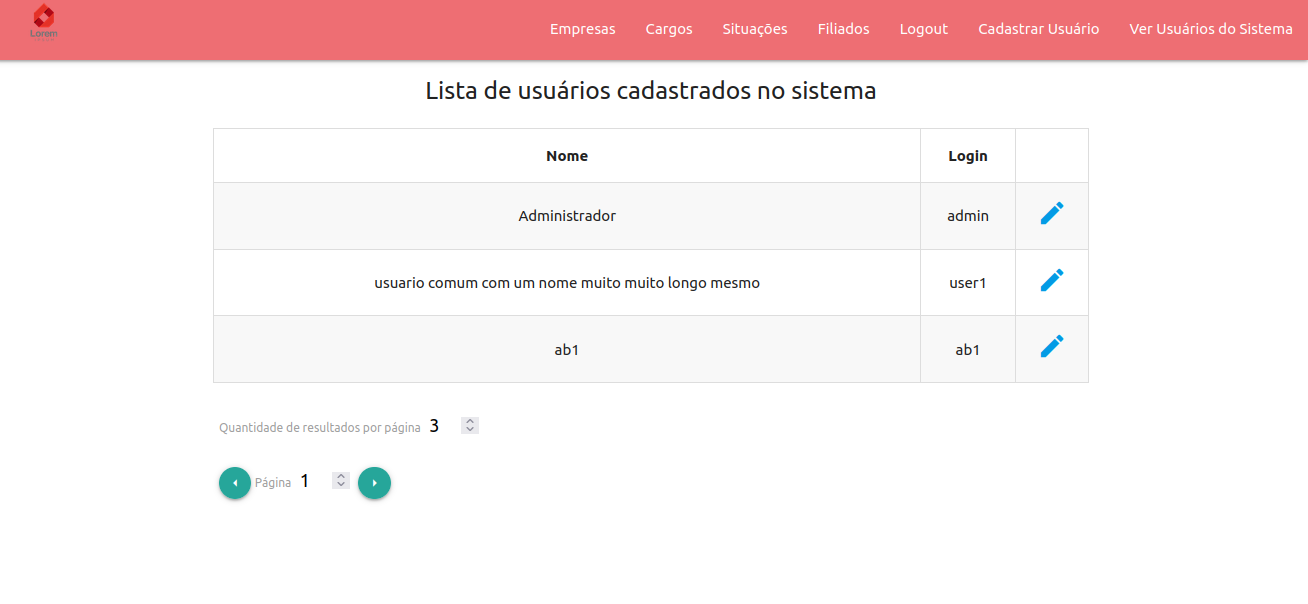 Lorem
Empresas Cargos Situações Filiados Logout Cadastrar Usuário Ver Usuários do Sistema
Lista de usuários cadastrados no sistema
Nome Login
Administrador admin
usuario comum com um nome muito muito longo mesmo user1
ab1 ab1
Quantidade de resultados por página 3
Página 1